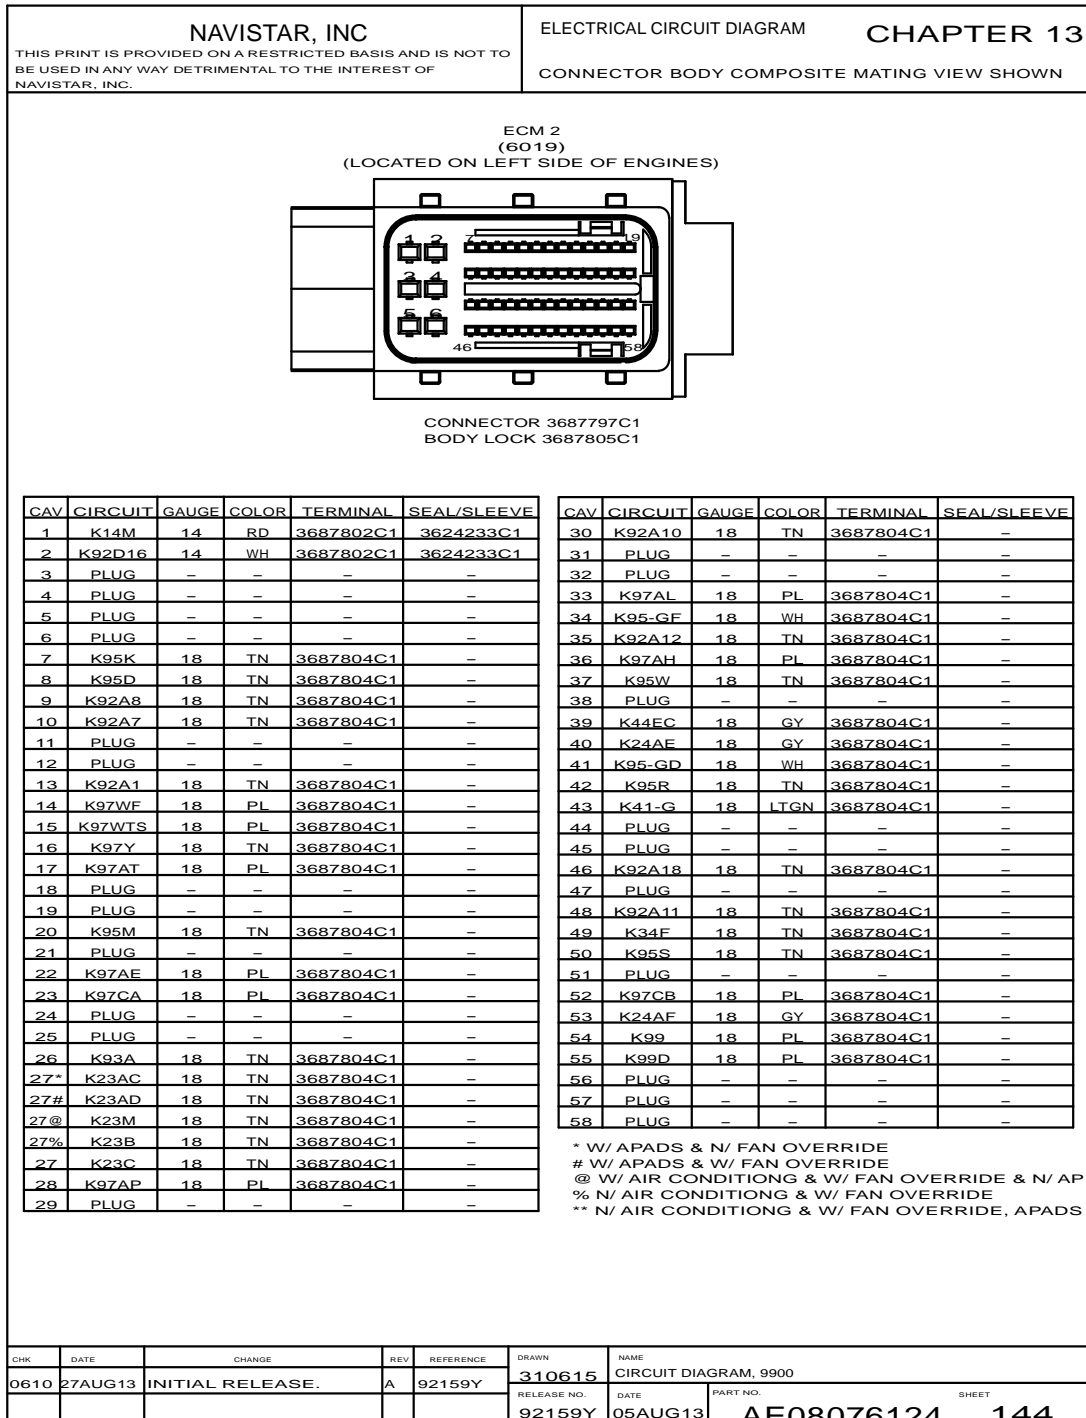 NAVISTAR, INC
THIS PRINT IS PROVIDED ON A RESTRICTED BASIS AND IS NOT TO
BE USED IN ANY WAY DETRIMENTAL TO THE INTEREST OF
NAVISTAR, INC.
ELECTRICAL CIRCUIT DIAGRAM CHAPTER 13
CONNECTOR BODY COMPOSITE MATING VIEW SHOWN
ECM 2
(6019)
(LOCATED ON LEFT SIDE OF ENGINES)
1 2 7 19
3 4
5 6
46 58
CONNECTOR 3687797C1
BODY LOCK 3687805C1
CAV CIRCUIT GAUGE COLOR TERMINAL SEAL/SLEEVE
1 K14M 14 RD 3687802C1 3624233C1
2 K92D16 14 WH 3687802C1 3624233C1
3 PLUG – – – –
4 PLUG – – – –
5 PLUG – – – –
6 PLUG – – – –
7 K95K 18 TN 3687804C1 –
8 K95D 18 TN 3687804C1 –
9 K92A8 18 TN 3687804C1 –
10 K92A7 18 TN 3687804C1 –
11 PLUG – – – –
12 PLUG – – – –
13 K92A1 18 TN 3687804C1 –
14 K97WF 18 PL 3687804C1 –
15 K97WTS 18 PL 3687804C1 –
16 K97Y 18 TN 3687804C1 –
17 K97AT 18 PL 3687804C1 –
18 PLUG – – – –
19 PLUG – – – –
20 K95M 18 TN 3687804C1 –
21 PLUG – – – –
22 K97AE 18 PL 3687804C1 –
23 K97CA 18 PL 3687804C1 –
24 PLUG – – – –
25 PLUG – – – –
26 K93A 18 TN 3687804C1 –
27* K23AC 18 TN 3687804C1 –
27# K23AD 18 TN 3687804C1 –
27@ K23M 18 TN 3687804C1 –
27% K23B 18 TN 3687804C1 –
27 K23C 18 TN 3687804C1 –
28 K97AP 18 PL 3687804C1 –
29 PLUG – – – –
CAV CIRCUIT GAUGE COLOR TERMINAL SEAL/SLEEVE
30 K92A10 18 TN 3687804C1 –
31 PLUG – – – –
32 PLUG – – – –
33 K97AL 18 PL 3687804C1 –
34 K95-GF 18 WH 3687804C1 –
35 K92A12 18 TN 3687804C1 –
36 K97AH 18 PL 3687804C1 –
37 K95W 18 TN 3687804C1 –
38 PLUG – – – –
39 K44EC 18 GY 3687804C1 –
40 K24AE 18 GY 3687804C1 –
41 K95-GD 18 WH 3687804C1 –
42 K95R 18 TN 3687804C1 –
43 K41-G 18 LTGN 3687804C1 –
44 PLUG – – – –
45 PLUG – – – –
46 K92A18 18 TN 3687804C1 –
47 PLUG – – – –
48 K92A11 18 TN 3687804C1 –
49 K34F 18 TN 3687804C1 –
50 K95S 18 TN 3687804C1 –
51 PLUG – – – –
52 K97CB 18 PL 3687804C1 –
53 K24AF 18 GY 3687804C1 –
54 K99 18 PL 3687804C1 –
55 K99D 18 PL 3687804C1 –
56 PLUG – – – –
57 PLUG – – – –
58 PLUG – – – –
* W/ APADS & N/ FAN OVERRIDE
# W/ APADS & W/ FAN OVERRIDE
@ W/ AIR CONDITIONG & W/ FAN OVERRIDE & N/ AP
% N/ AIR CONDITIONG & W/ FAN OVERRIDE
** N/ AIR CONDITIONG & W/ FAN OVERRIDE, APADS
CHK DATE CHANGE REV REFERENCE
0610 27AUG13 INITIAL RELEASE. A 92159Y
DRAWN NAME
310615 CIRCUIT DIAGRAM, 9900
RELEASE NO. DATE PART NO. SHEET
92159Y 05AUG13 AE08076124 144